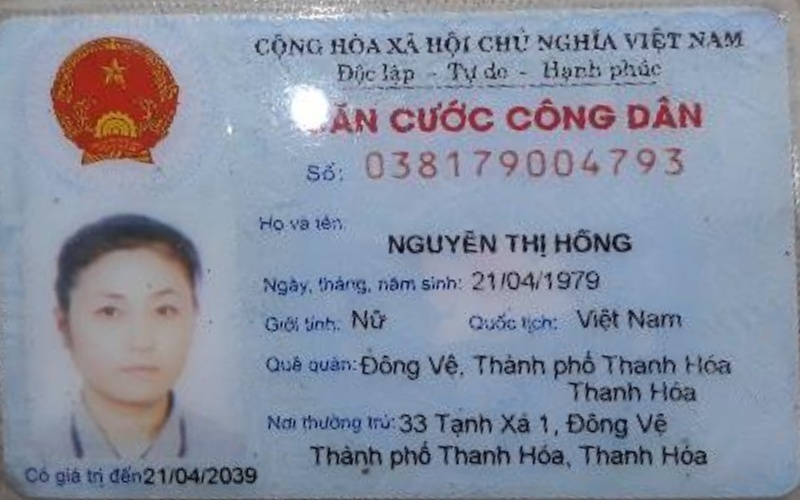 CỘNG HÒA XÃ HỘI CHỦ NGHĨA VIỆT NAM
Độc lập - Tự do - Hạnh phúc
CĂN CƯỚC CÔNG DÂN
Số: 038179004793
Họ và tên:
NGUYỄN THỊ HỒNG
Ngày, tháng, năm sinh: 21/04/1979
Giới tính: Nữ Quốc tịch: Việt Nam
Quê quán: Đông Vệ, Thành phố Thanh Hóa
Thanh Hóa
Nơi thường trú: 33 Tạnh Xá 1, Đông Vệ
Thành phố Thanh Hóa, Thanh Hóa
Có giá trị đến 21/04/2039